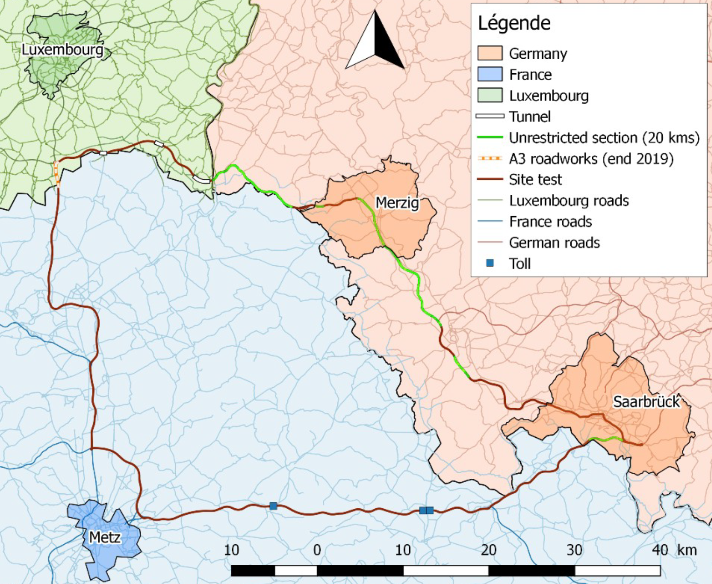 Légende
Germany
France
Luxembourg
Tunnel
Unrestricted section (20 kms)
A3 roadworks (end 2019)
Site test
Luxembourg roads
France roads
German roads
Toll
Luxembourg
Merzig
Saarbrück
Metz
10 0 10 20 30 40 km